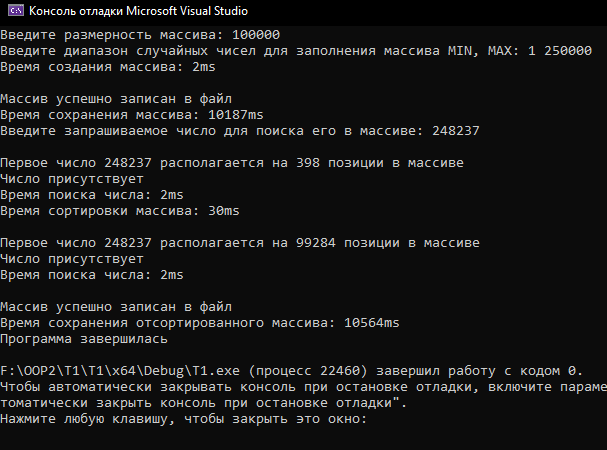 Консоль отладки Microsoft Visual Studio
Введите размерность массива: 100000
Введите диапазон случайных чисел для заполнения массива MIN, MAX: 1 250000
Время создания массива: 2ms
Массив успешно записан в файл
Время сохранения массива: 10187ms
Введите запрашиваемое число для поиска его в массиве: 248237
Первое число 248237 располагается на 398 позиции в массиве
Число присутствует
Время поиска числа: 2ms
Время сортировки массива: 30ms
Первое число 248237 располагается на 99284 позиции в массиве
Число присутствует
Время поиска числа: 2ms
Массив успешно записан в файл
Время сохранения отсортированного массива: 10564ms
Программа завершилась
F:\OOP2\T1\T1\x64\Debug\T1.exe (процесс 22460) завершил работу с кодом 0.
Чтобы автоматически закрывать консоль при остановке отладки, включите параме
томатически закрыть консоль при остановке отладки".
Нажмите любую клавишу, чтобы закрыть это окно: